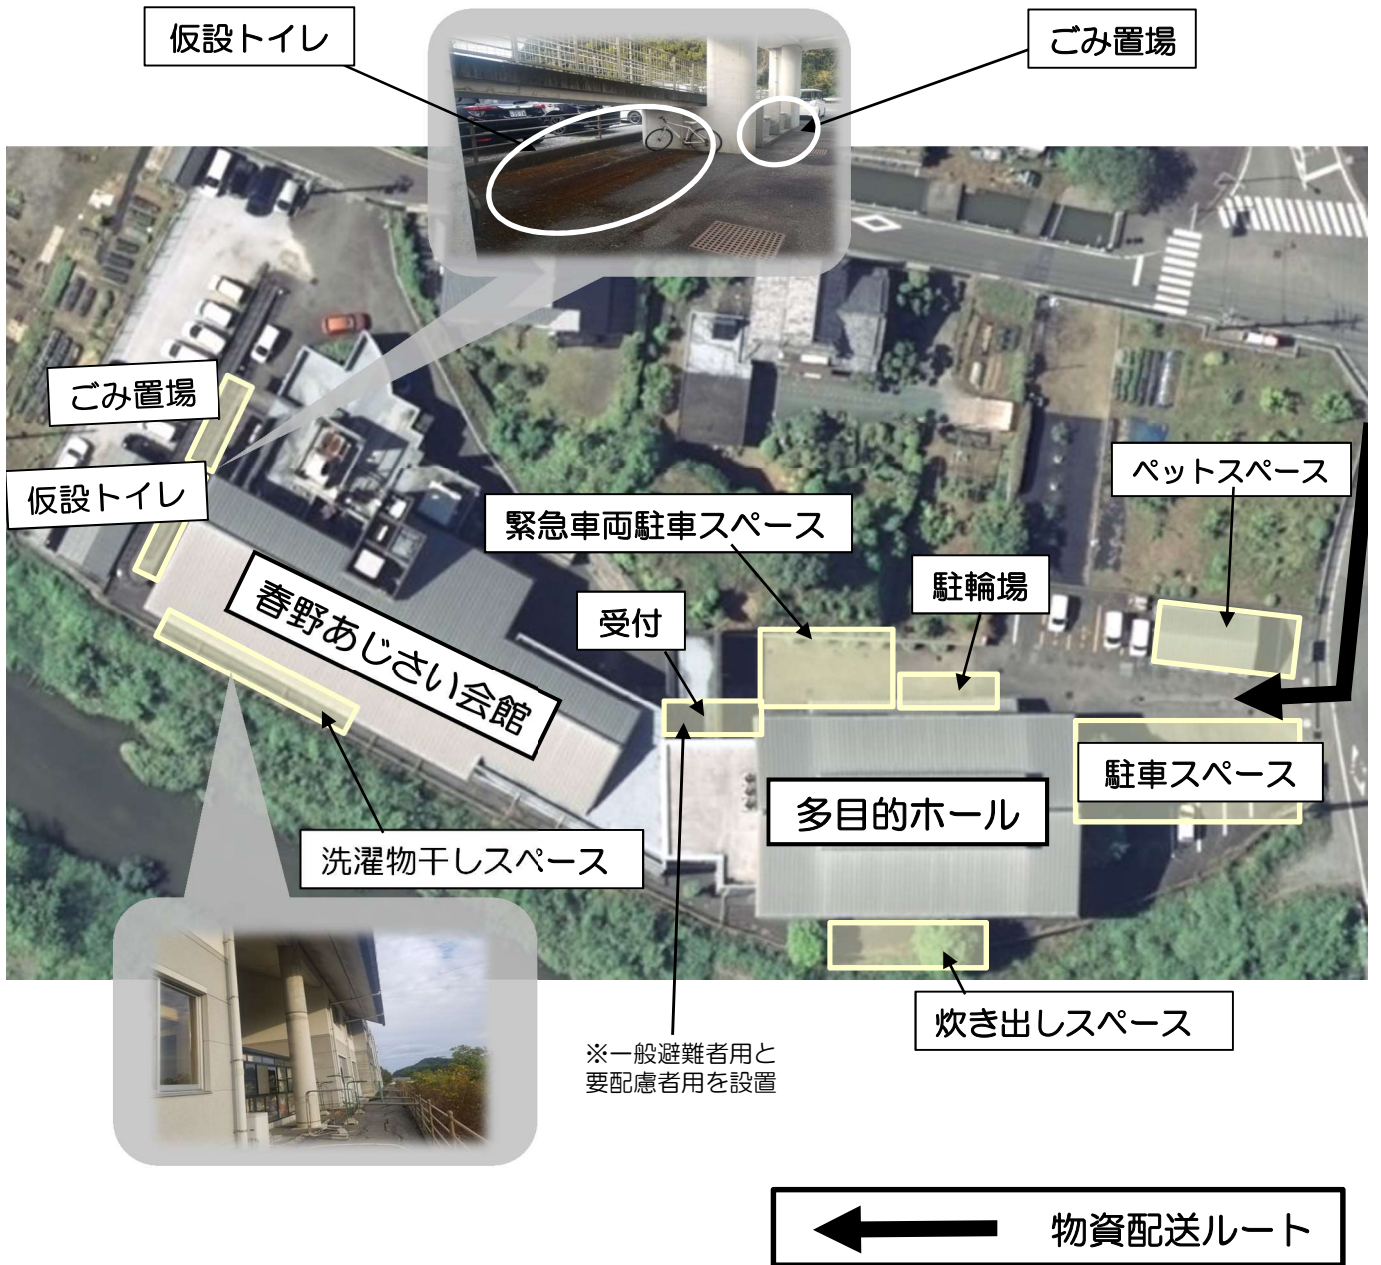 仮設トイレ
ごみ置場
ごみ置場
仮設トイレ
ペットスペース
緊急車両駐車スペース
駐輪場
受付
春野あじさい会館
駐車スペース
多目的ホール
洗濯物干しスペース
炊き出しスペース
※一般避難者用と
要配慮者用を設置
物資配送ルート